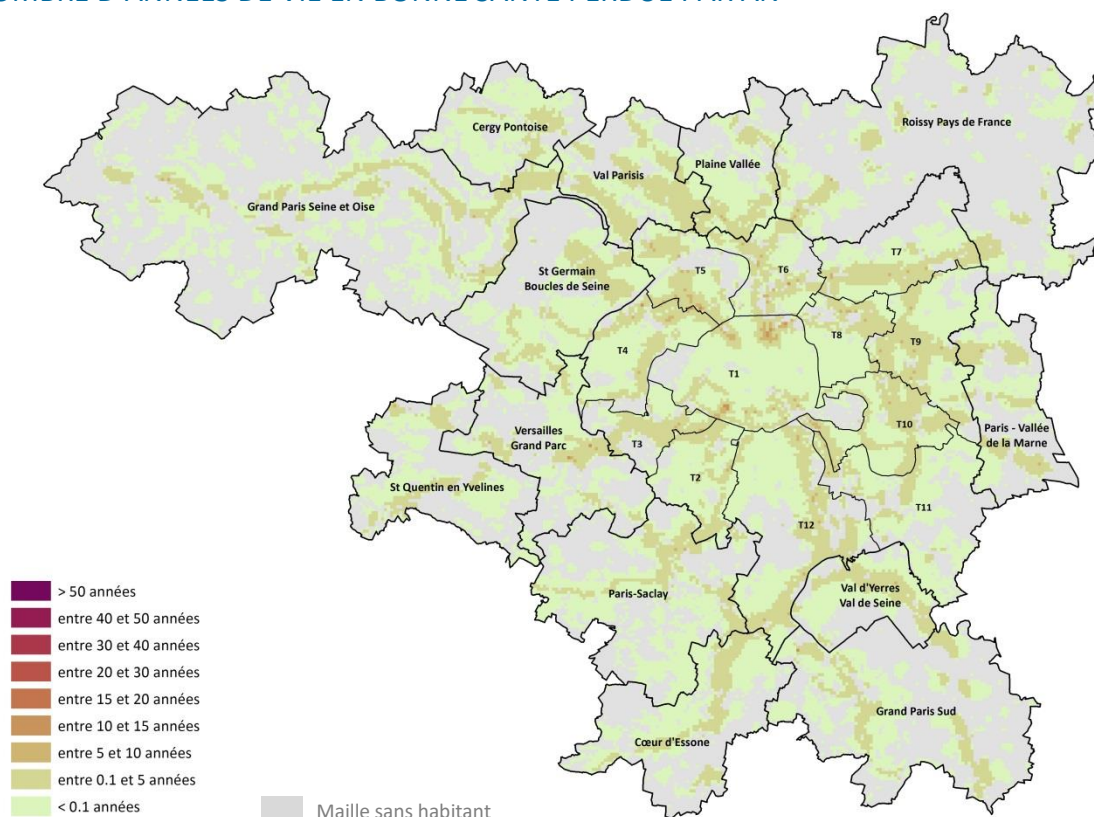 Cergy Pontoise
Roissy Pays de France
Plaine Vallée
Val Parisis
Grand Paris Seine et Oise
T7
St Germain
Boucles de Seine
T5
T6
T8
T9
T4
T1
Versailles
Grand Parc
T3
T10
Paris - Vallée
de la Marne
St Quentin en Yvelines
T2
T11
T12
Paris-Saclay
Val d'Yerres
Val de Seine
Grand Paris Sud
Cœur d'Essone
> 50 années
entre 40 et 50 années
entre 30 et 40 années
entre 20 et 30 années
entre 15 et 20 années
entre 10 et 15 années
entre 5 et 10 années
entre 0.1 et 5 années
< 0.1 années
Maille sans habitant